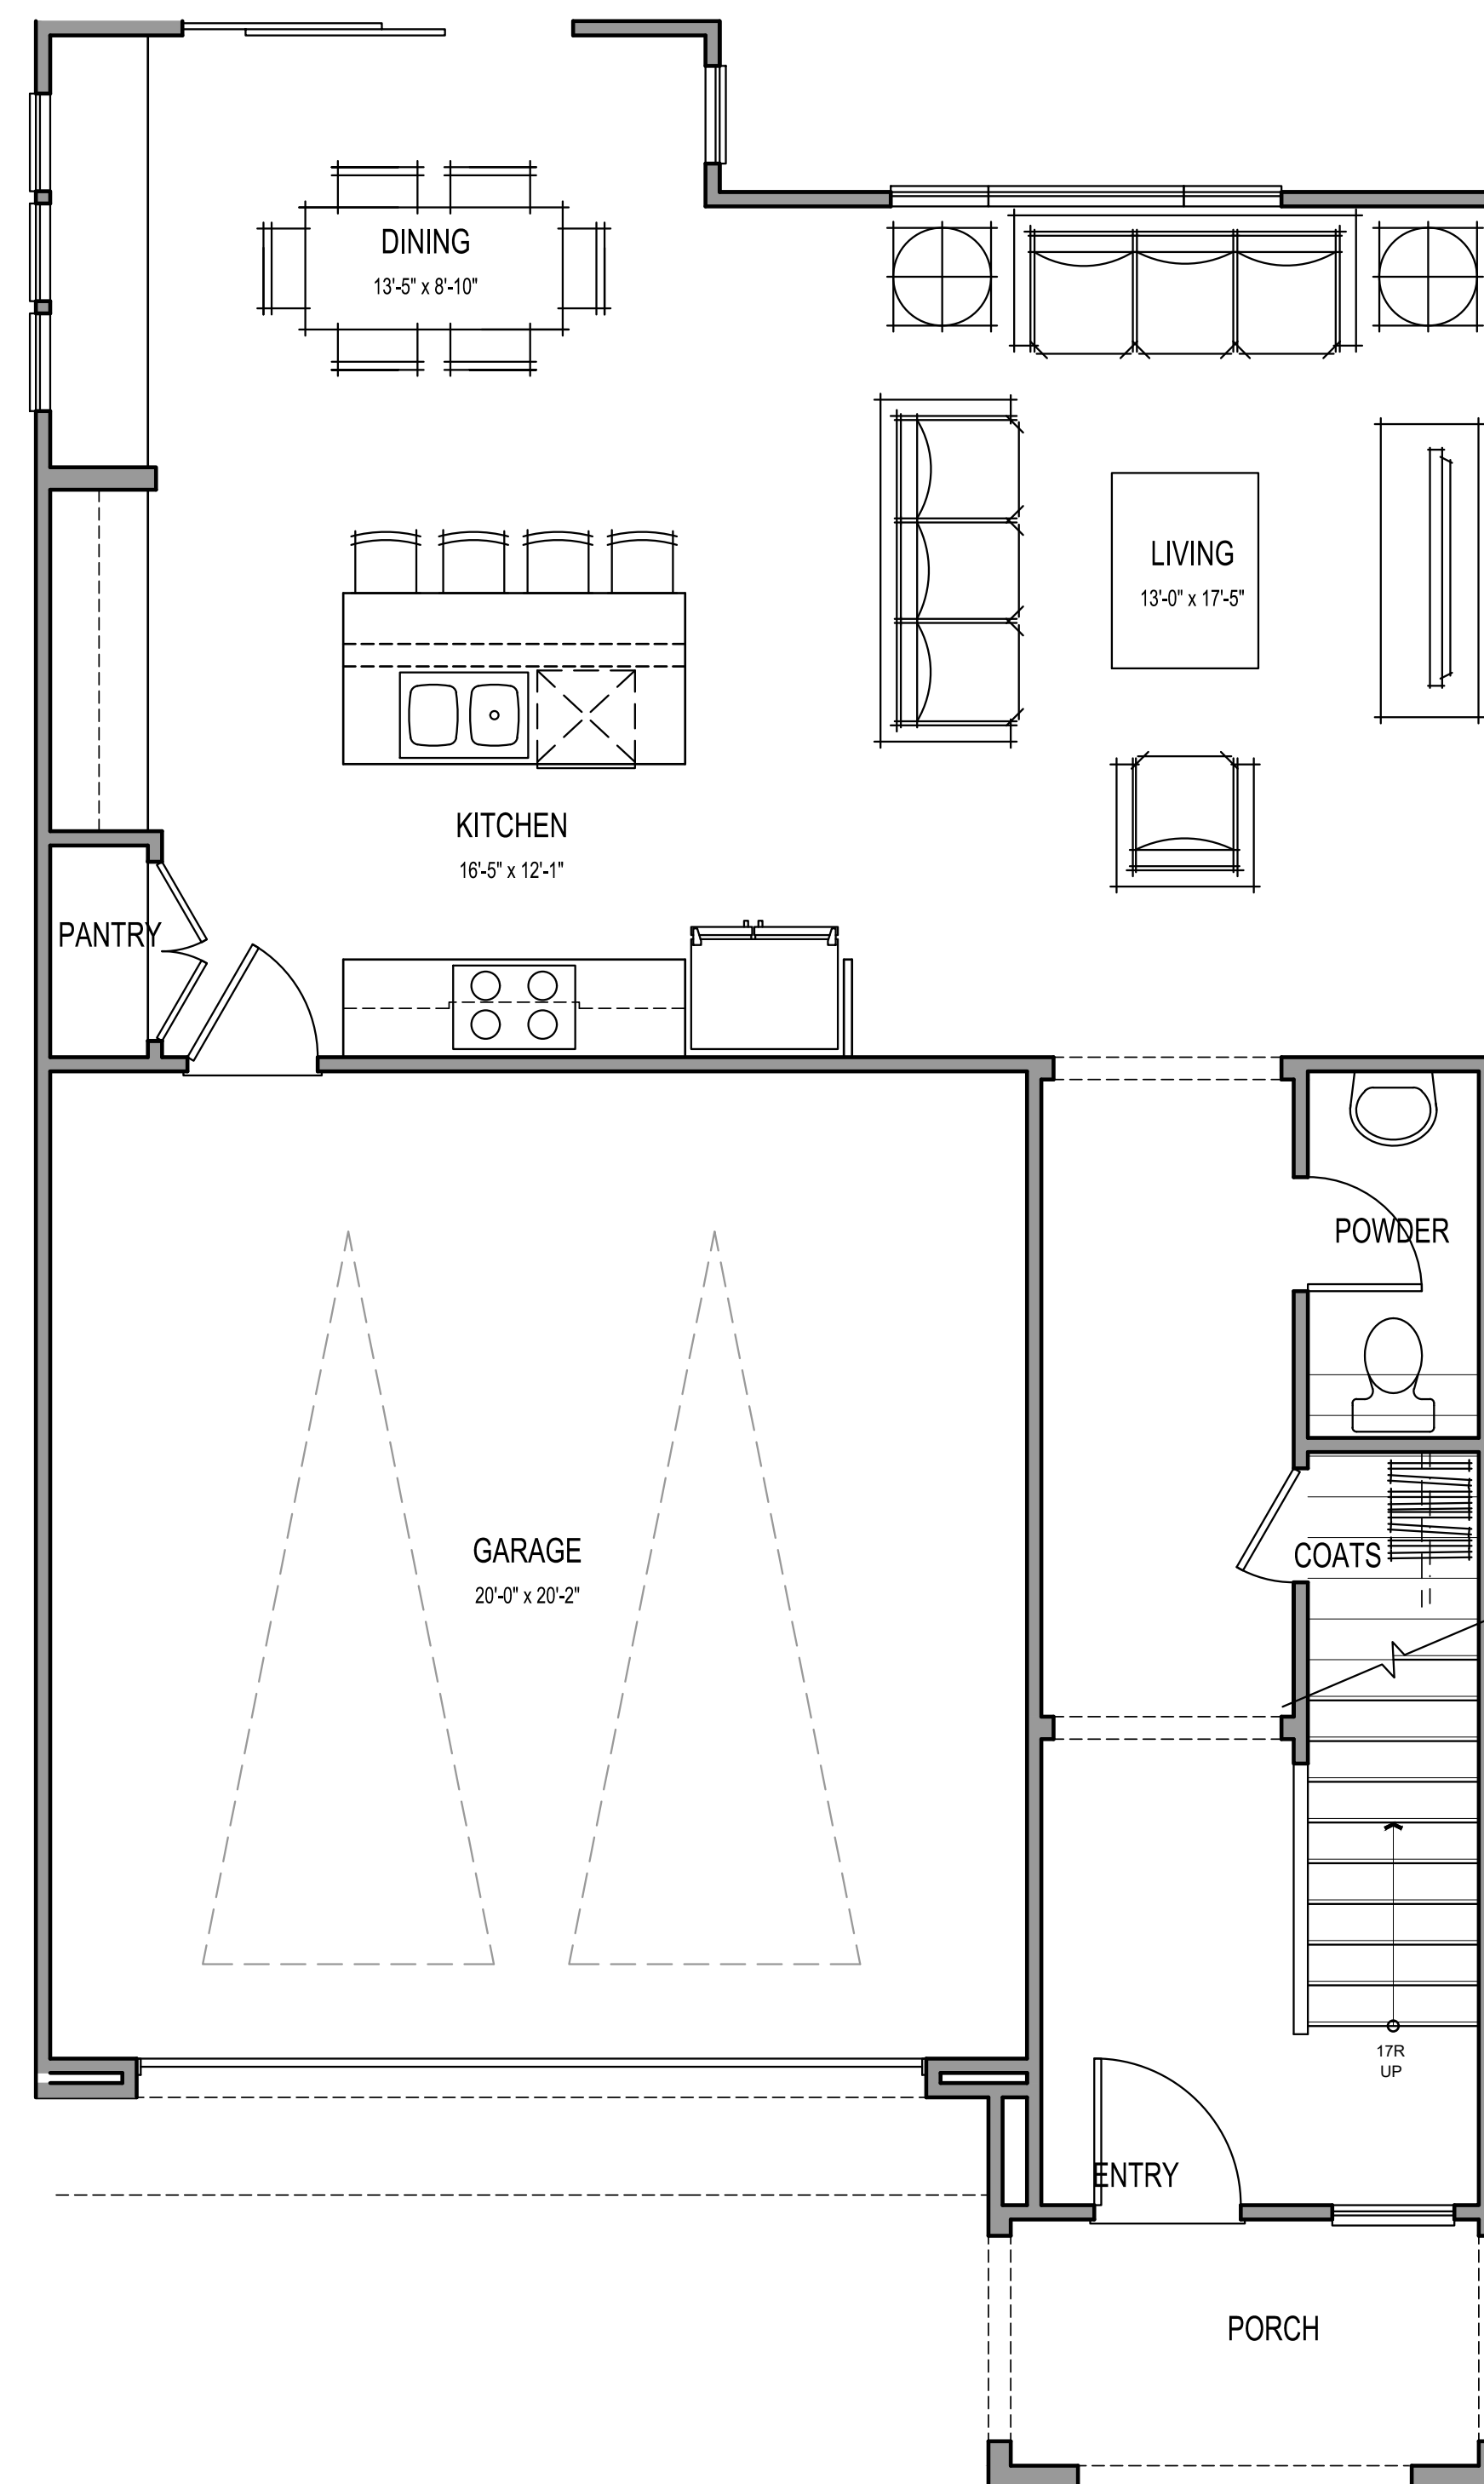 DINING
13'-5" x 8'-10"
LIVING
13'-0" x 17'-5"
KITCHEN
16'-5" x 12'-1"
PANTRY
POWDER
GARAGE
20'-0" x 20'-2"
COATS
17R
UP
ENTRY
PORCH